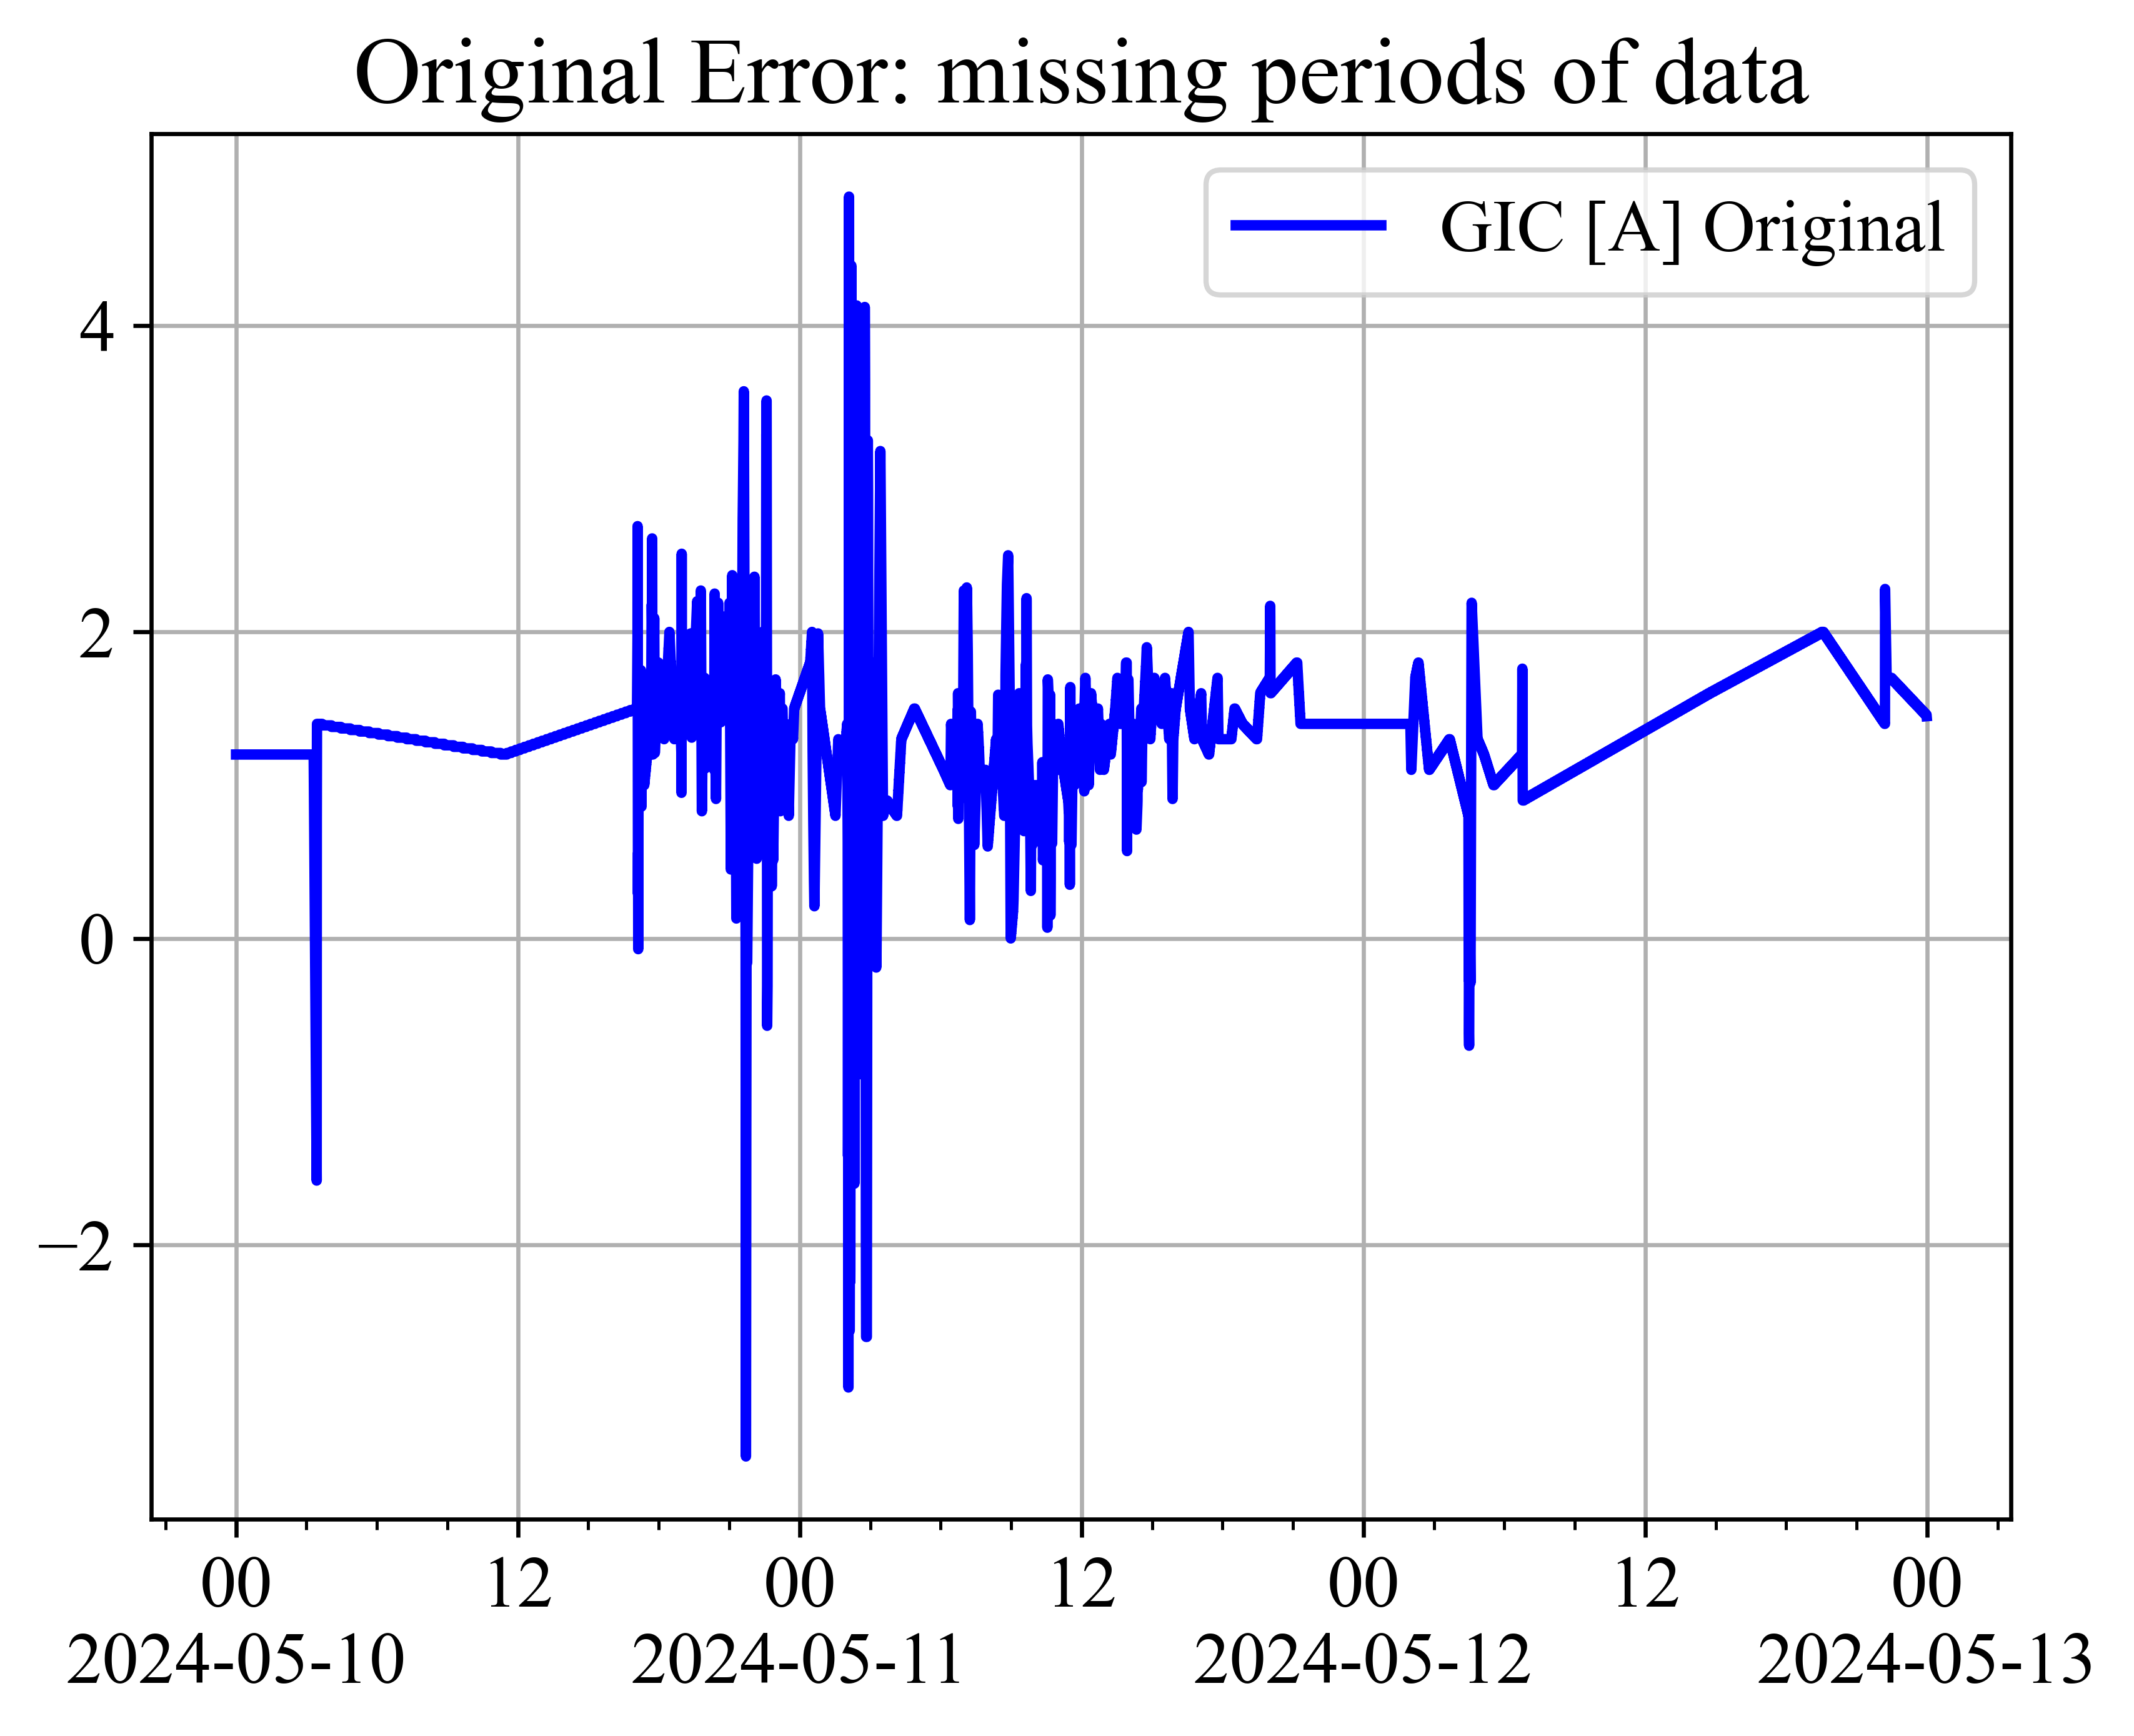 Original Error: missing periods of data
GIC [A] Original
4
2
0
−2
00 12 00 12 00 12 00
2024-05-10 2024-05-11 2024-05-12 2024-05-13